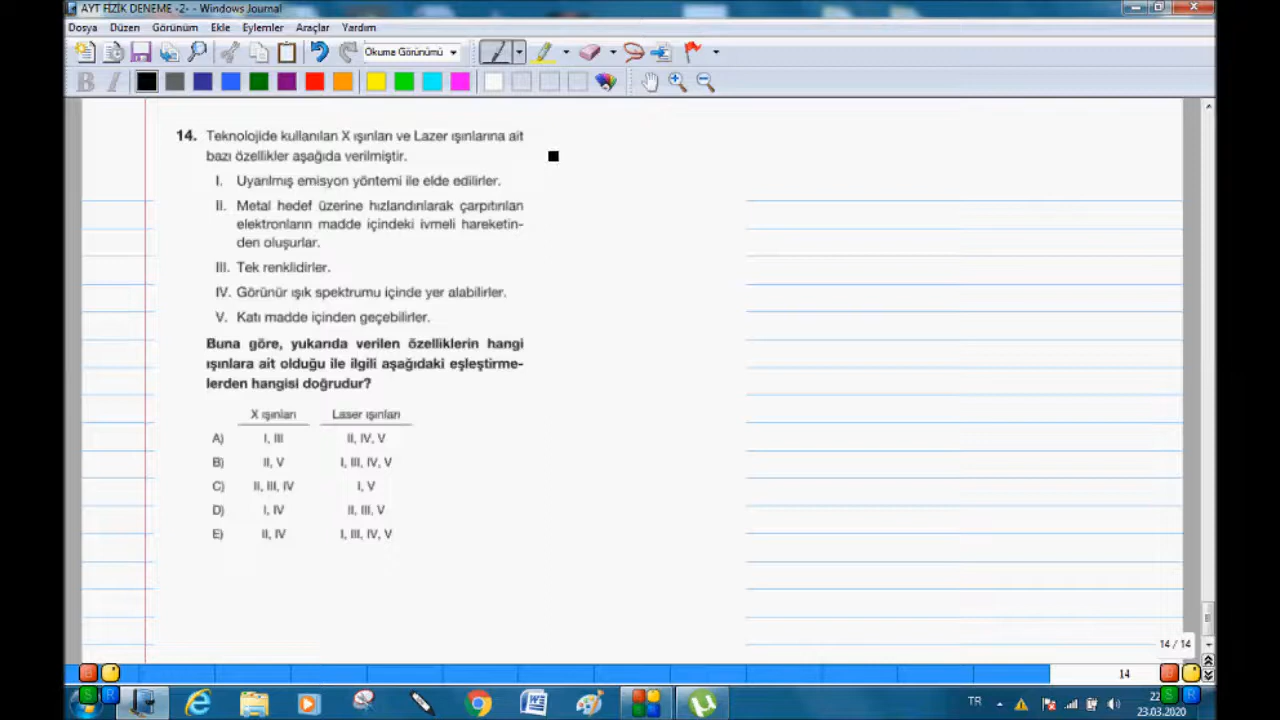 AYT FİZİK DENEME -2- - Windows Journal
Dosya Düzen Görünüm Ekle Eylemler Araçlar Yardım
Okuma Görünümü
B I
14. Teknolojide kullanılan X ışınları ve Lazer ışınlarına ait
bazı özellikler aşağıda verilmiştir.
I. Uyarılmış emisyon yöntemi ile elde edilirler.
II. Metal hedef üzerine hızlandırılarak çarpıtırılan
elektronların madde içindeki ivmeli hareketin-
den oluşurlar.
III. Tek renklidirler.
IV. Görünür ışık spektrumu içinde yer alabilirler.
V. Katı madde içinden geçebilirler.
Buna göre, yukarıda verilen özelliklerin hangi
ışınlara ait olduğu ile ilgili aşağıdaki eşleştirme-
lerden hangisi doğrudur?
X ışınları Laser ışınları
A) I, III II, IV, V
B) II, V I, III, IV, V
C) II, III, IV I, V
D) I, IV II, III, V
E) II, IV I, III, IV, V
14 / 14
14
TR
22
23.03.2020